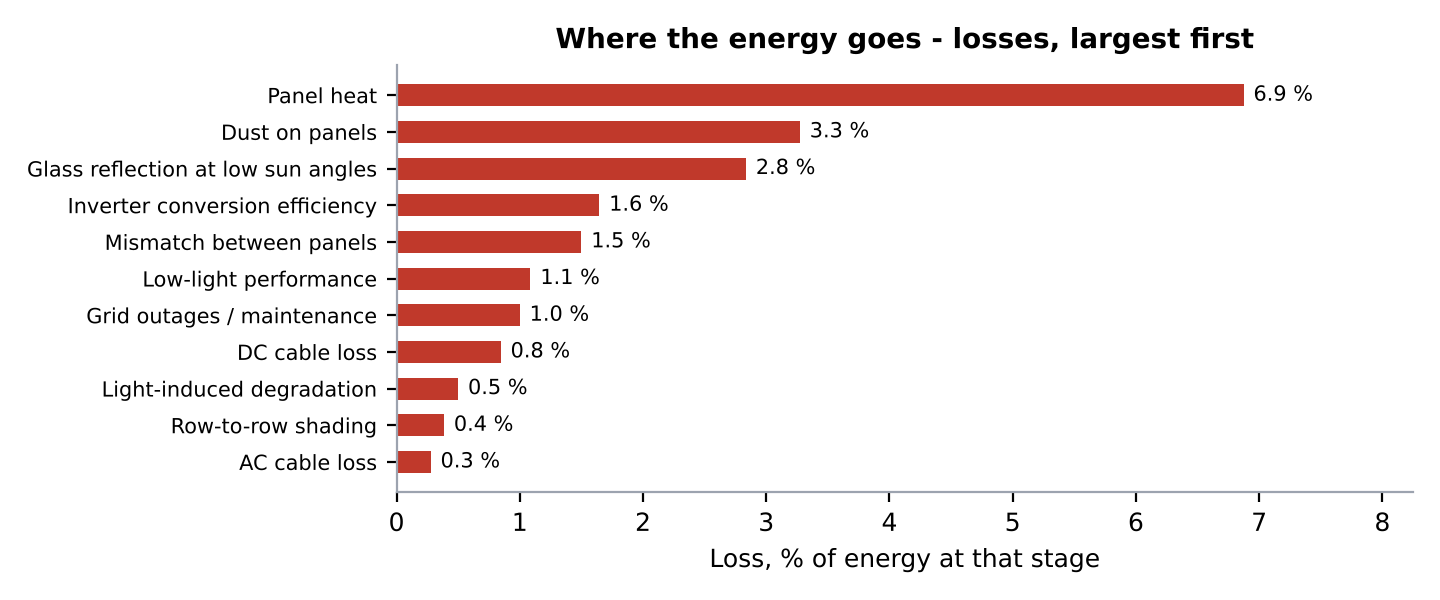 Where the energy goes - losses, largest first
Panel heat 6.9 %
Dust on panels 3.3 %
Glass reflection at low sun angles 2.8 %
Inverter conversion efficiency 1.6 %
Mismatch between panels 1.5 %
Low-light performance 1.1 %
Grid outages / maintenance 1.0 %
DC cable loss 0.8 %
Light-induced degradation 0.5 %
Row-to-row shading 0.4 %
AC cable loss 0.3 %
0 1 2 3 4 5 6 7 8
Loss, % of energy at that stage